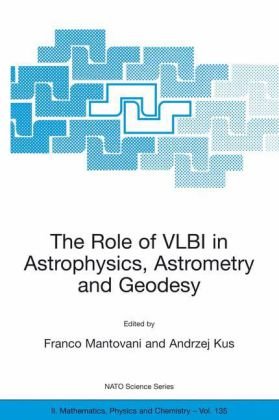 The Role of VLBI in
Astrophysics, Astrometry
and Geodesy
Edited by
Franco Mantovani and Andrzej Kus
NATO Science Series
II. Mathematics, Physics and Chemistry – Vol. 135